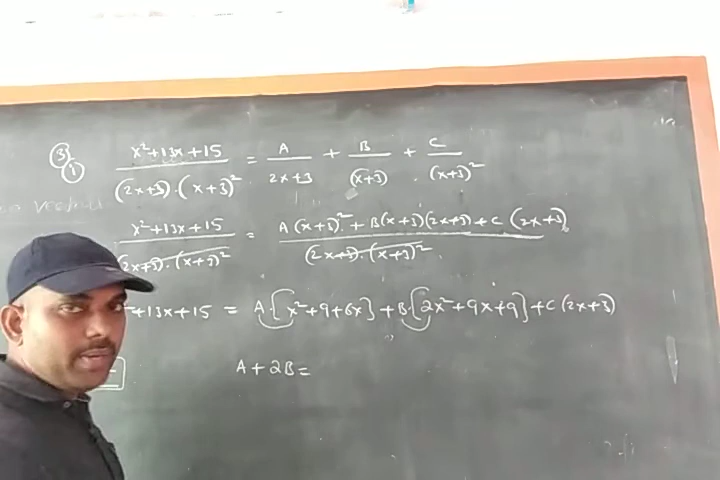 ③
① x²+13x+15 / (2x+3)·(x+3)² = A / 2x+3 + B / (x+3) + C / (x+3)²
x²+13x+15 / (2x+3)·(x+3)² = A(x+3)² + B(x+3)(2x+3) + C(2x+3) / (2x+3)·(x+3)²
+13x+15 = A·[x²+9+6x] + B·[2x²+9x+9] + C(2x+3)
A + 2B =